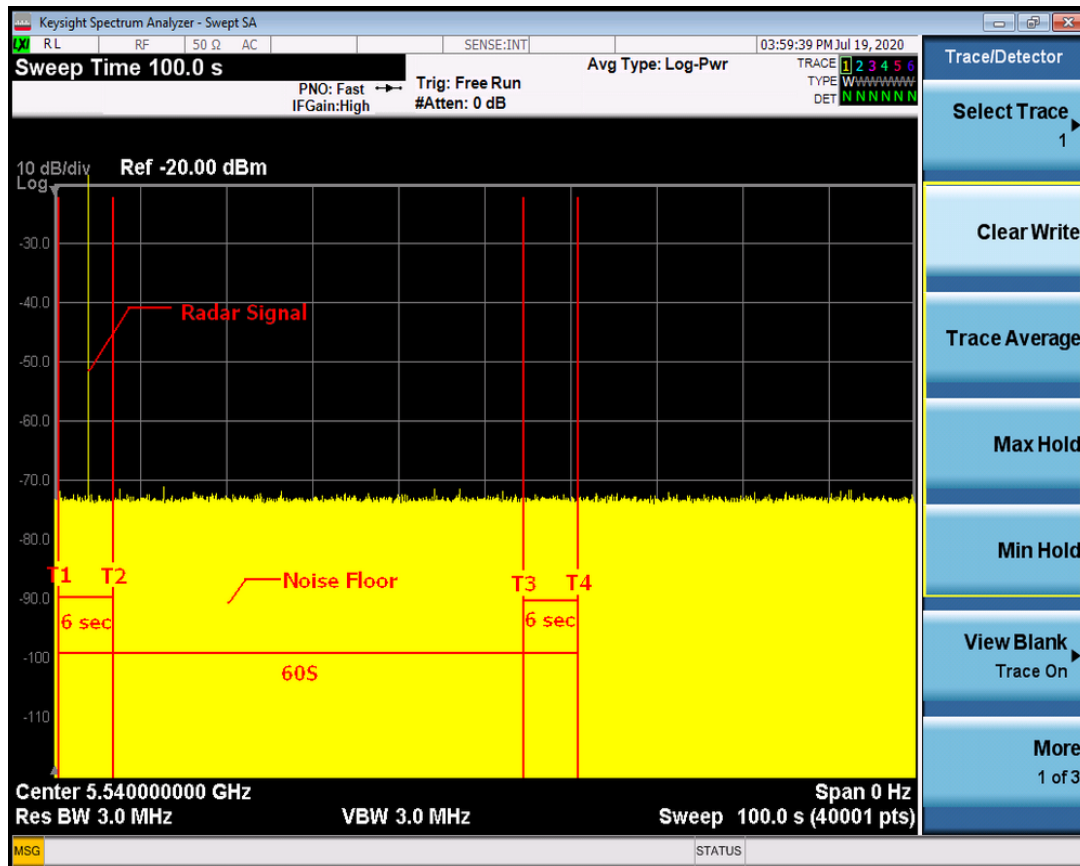 Keysight Spectrum Analyzer - Swept SA
LXI RL RF 50 Ω AC SENSE:INT 03:59:39 PM Jul 19, 2020
Sweep Time 100.0 s
PNO: Fast
IFGain:High
Trig: Free Run
#Atten: 0 dB
Avg Type: Log-Pwr
TRACE 1 2 3 4 5 6
TYPE WWWWWW
DET N N N N N N
10 dB/div Ref -20.00 dBm
Log
-30.0
-40.0
Radar Signal
-50.0
-60.0
-70.0
-80.0
T1 T2 Noise Floor T3 T4
-90.0
6 sec 6 sec
-100
60S
-110
Center 5.540000000 GHz Span 0 Hz
Res BW 3.0 MHz VBW 3.0 MHz Sweep 100.0 s (40001 pts)
MSG STATUS
Trace/Detector
Select Trace
1
Clear Write
Trace Average
Max Hold
Min Hold
View Blank
Trace On
More
1 of 3